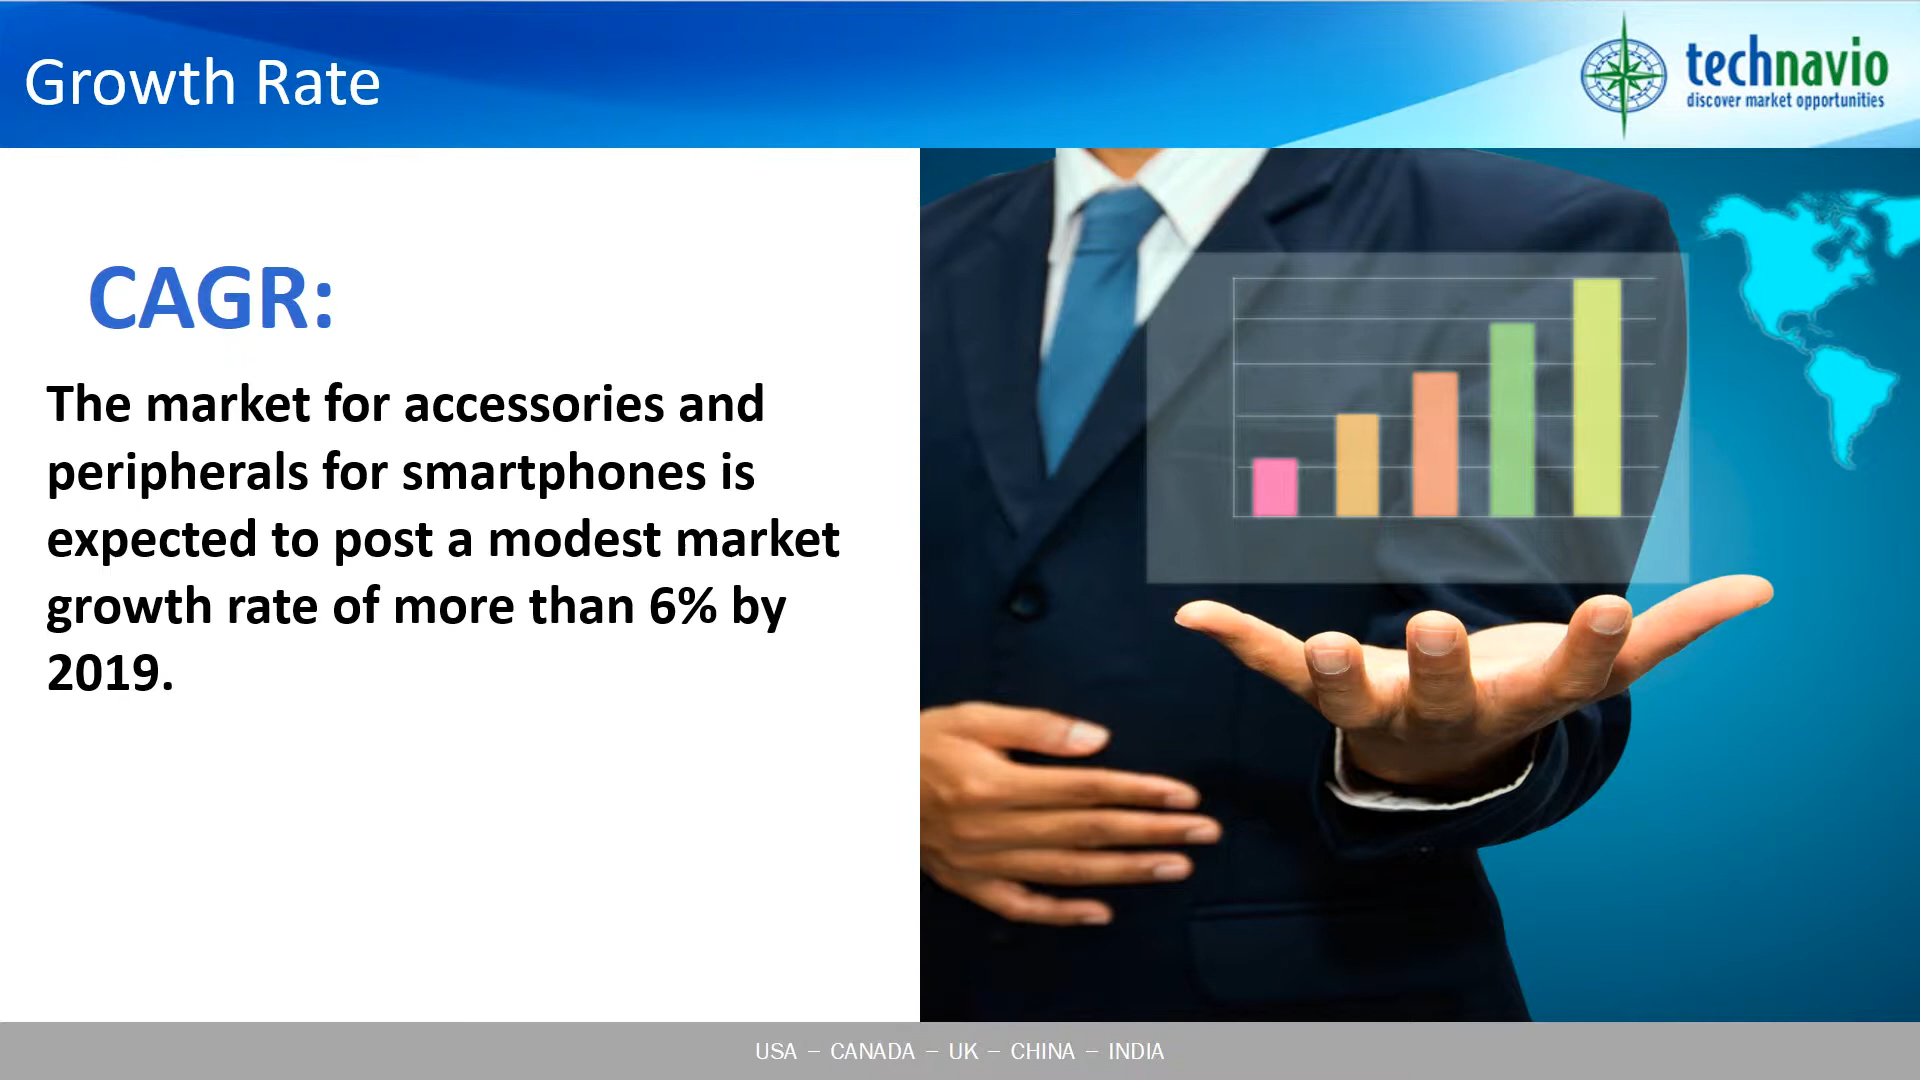 Growth Rate
technavio
discover market opportunities
CAGR:
The market for accessories and
peripherals for smartphones is
expected to post a modest market
growth rate of more than 6% by
2019.
USA – CANADA – UK – CHINA – INDIA